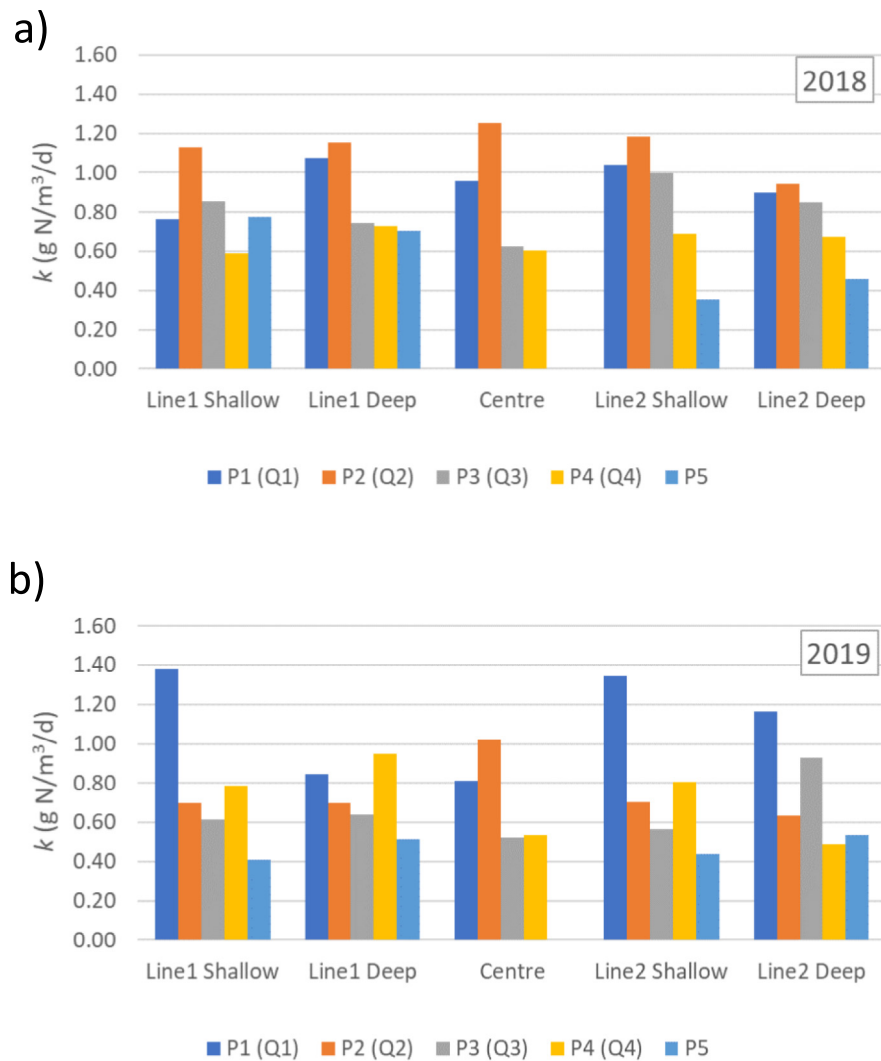 a)
1.60
2018
1.40
1.20
1.00
0.80
0.60
0.40
0.20
0.00
k (g N/m³/d)
Line1 Shallow Line1 Deep Centre Line2 Shallow Line2 Deep
P1 (Q1) P2 (Q2) P3 (Q3) P4 (Q4) P5
b)
1.60
2019
1.40
1.20
1.00
0.80
0.60
0.40
0.20
0.00
k (g N/m³/d)
Line1 Shallow Line1 Deep Centre Line2 Shallow Line2 Deep
P1 (Q1) P2 (Q2) P3 (Q3) P4 (Q4) P5